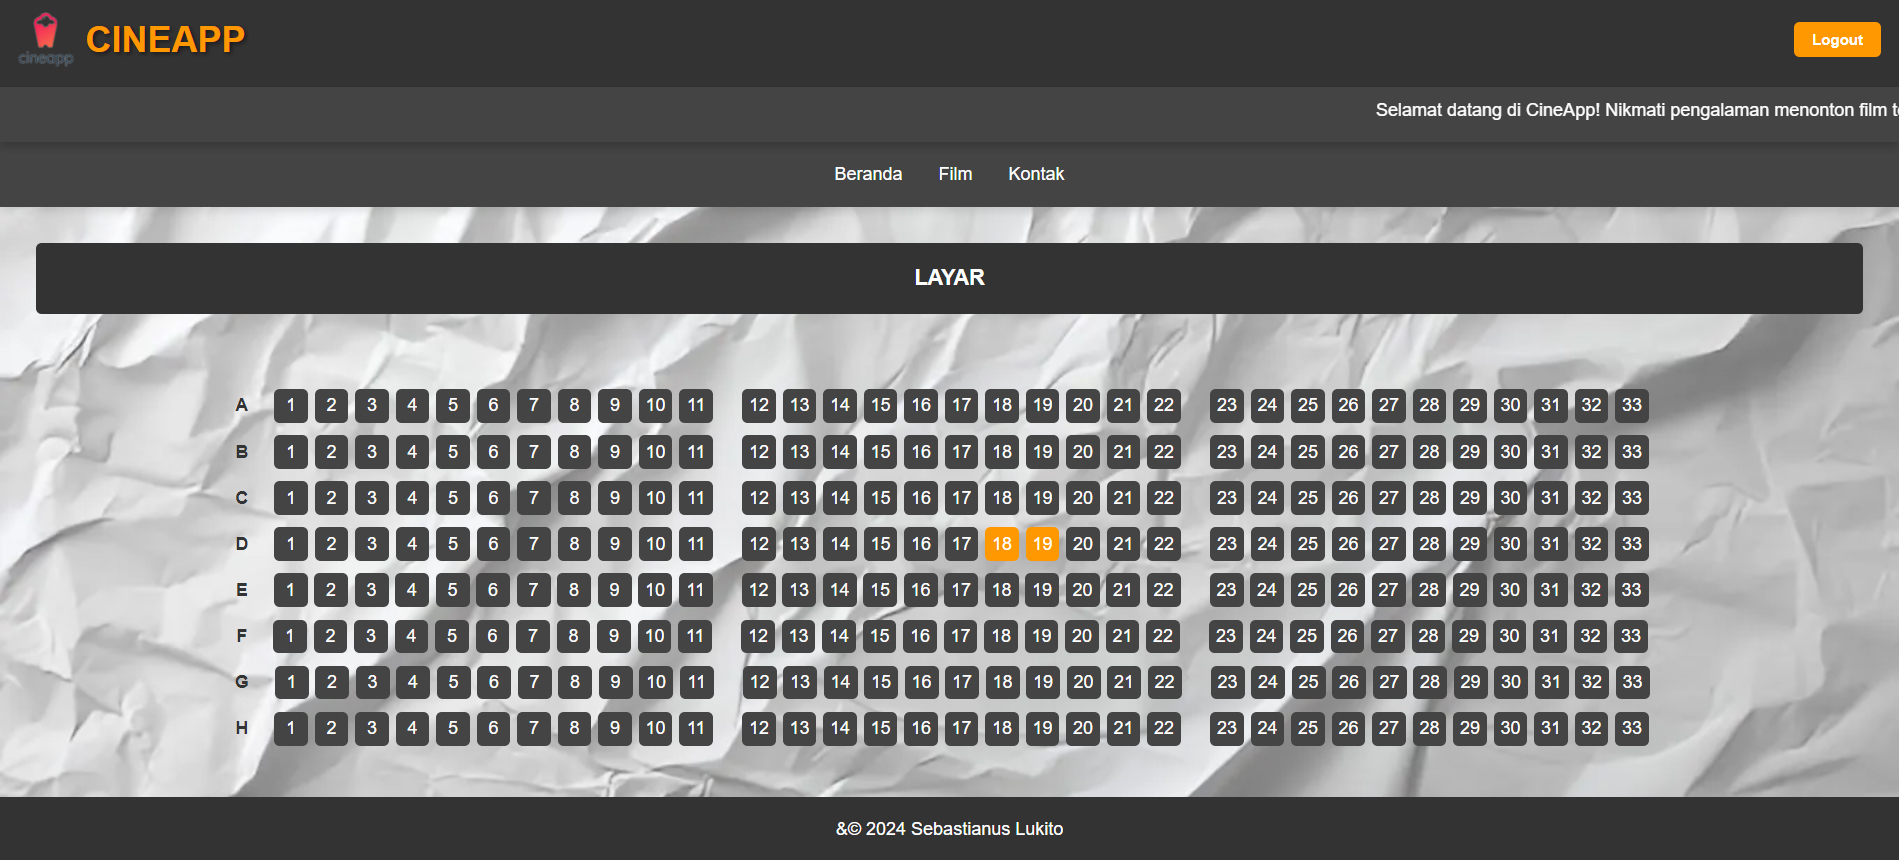 cineapp
CINEAPP
Logout
Selamat datang di CineApp! Nikmati pengalaman menonton film
Beranda Film Kontak
LAYAR
A 1 2 3 4 5 6 7 8 9 10 11 12 13 14 15 16 17 18 19 20 21 22 23 24 25 26 27 28 29 30 31 32 33
B 1 2 3 4 5 6 7 8 9 10 11 12 13 14 15 16 17 18 19 20 21 22 23 24 25 26 27 28 29 30 31 32 33
C 1 2 3 4 5 6 7 8 9 10 11 12 13 14 15 16 17 18 19 20 21 22 23 24 25 26 27 28 29 30 31 32 33
D 1 2 3 4 5 6 7 8 9 10 11 12 13 14 15 16 17 18 19 20 21 22 23 24 25 26 27 28 29 30 31 32 33
E 1 2 3 4 5 6 7 8 9 10 11 12 13 14 15 16 17 18 19 20 21 22 23 24 25 26 27 28 29 30 31 32 33
F 1 2 3 4 5 6 7 8 9 10 11 12 13 14 15 16 17 18 19 20 21 22 23 24 25 26 27 28 29 30 31 32 33
G 1 2 3 4 5 6 7 8 9 10 11 12 13 14 15 16 17 18 19 20 21 22 23 24 25 26 27 28 29 30 31 32 33
H 1 2 3 4 5 6 7 8 9 10 11 12 13 14 15 16 17 18 19 20 21 22 23 24 25 26 27 28 29 30 31 32 33
&© 2024 Sebastianus Lukito